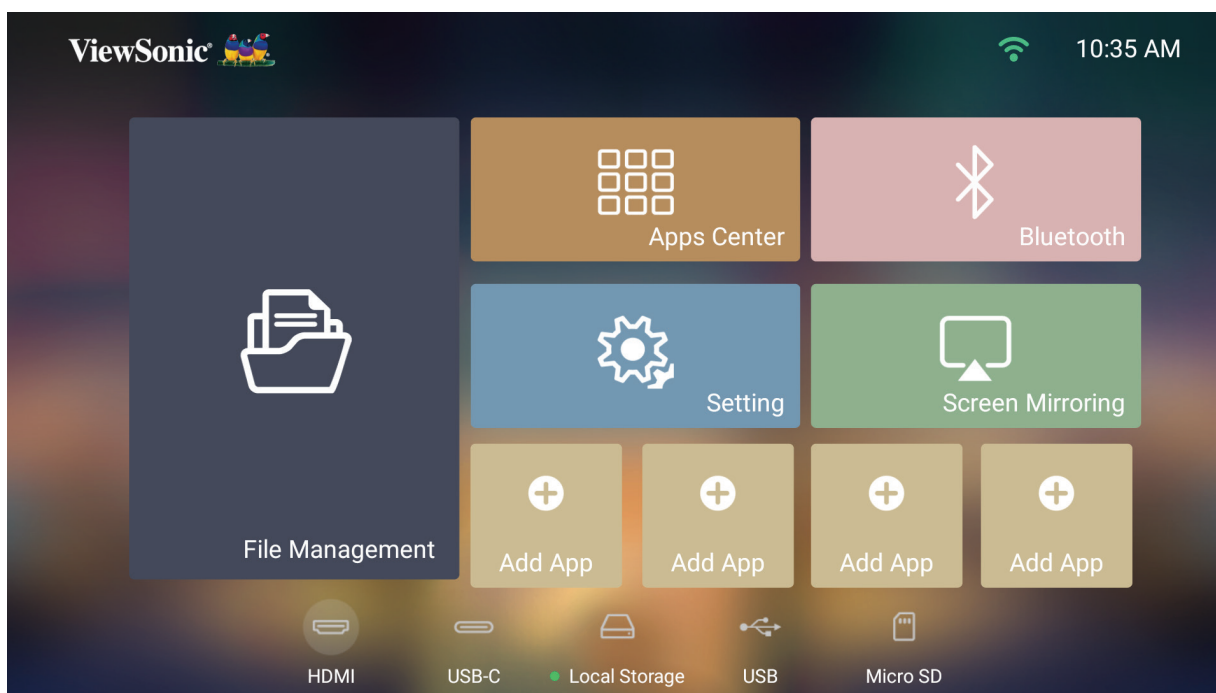 ViewSonic®
10:35 AM
Apps Center
Bluetooth
Setting
Screen Mirroring
File Management
Add App
Add App
Add App
Add App
HDMI
USB-C
Local Storage
USB
Micro SD